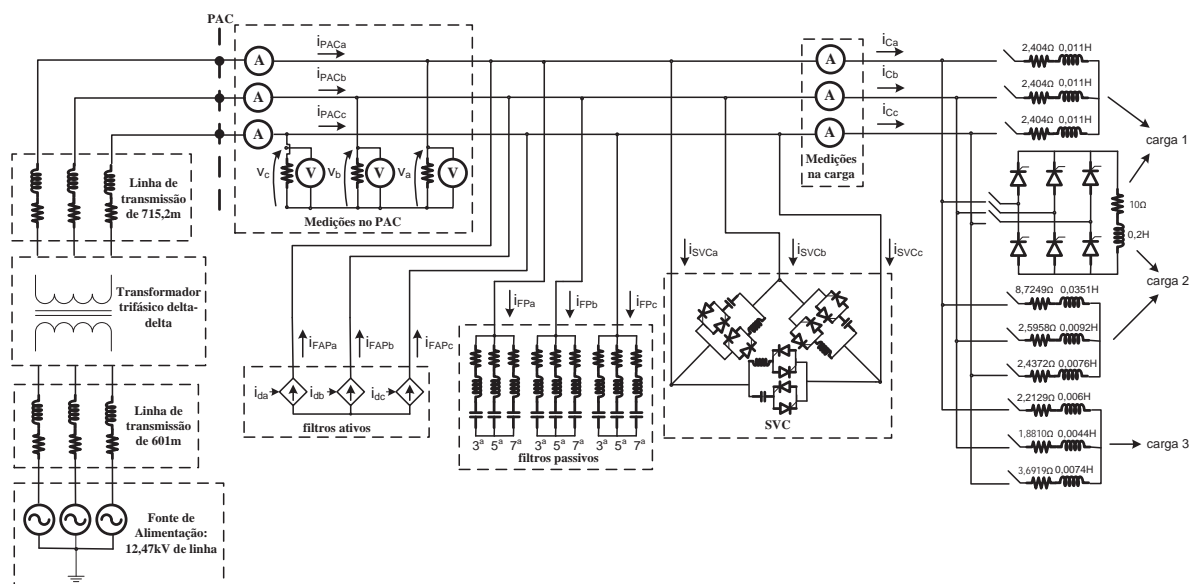 PAC
i_PACa
i_PACb
i_PACc
A
A
A
v_c
V
v_b
V
v_a
V
Medições no PAC
A
A
A
Medições
na carga
i_Ca
i_Cb
i_Cc
2,404Ω 0,011H
2,404Ω 0,011H
2,404Ω 0,011H
carga 1
10Ω
0,2H
carga 2
8,7249Ω 0,0351H
2,5958Ω 0,0092H
2,4372Ω 0,0076H
2,2129Ω 0,006H
1,8810Ω 0,0044H
3,6919Ω 0,0074H
carga 3
Linha de
transmissão
de 715,2m
Transformador
trifásico delta-
delta
Linha de
transmissão
de 601m
Fonte de
Alimentação:
12,47kV de linha
i_FAPa
i_FAPb
i_FAPc
i_da
i_db
i_dc
filtros ativos
i_FPa
i_FPb
i_FPc
3ª 5ª 7ª 3ª 5ª 7ª 3ª 5ª 7ª
filtros passivos
i_SVCa
i_SVCb
i_SVCc
SVC